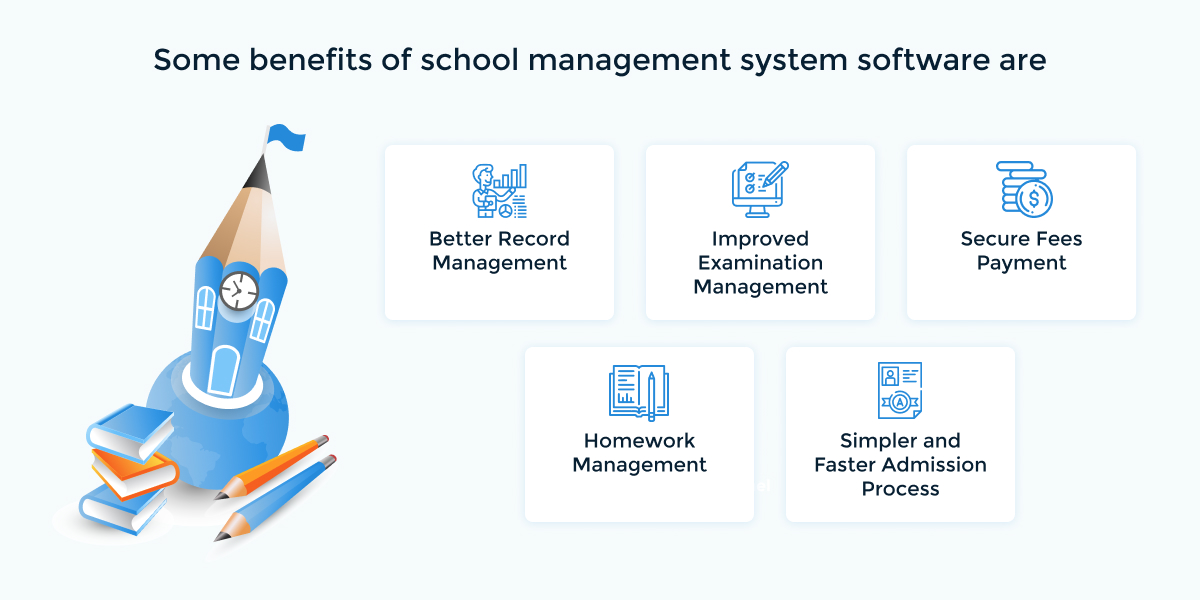 Some benefits of school management system software are
Better Record
Management
Improved
Examination
Management
Secure Fees
Payment
Homework
Management
Simpler and
Faster Admission
Process